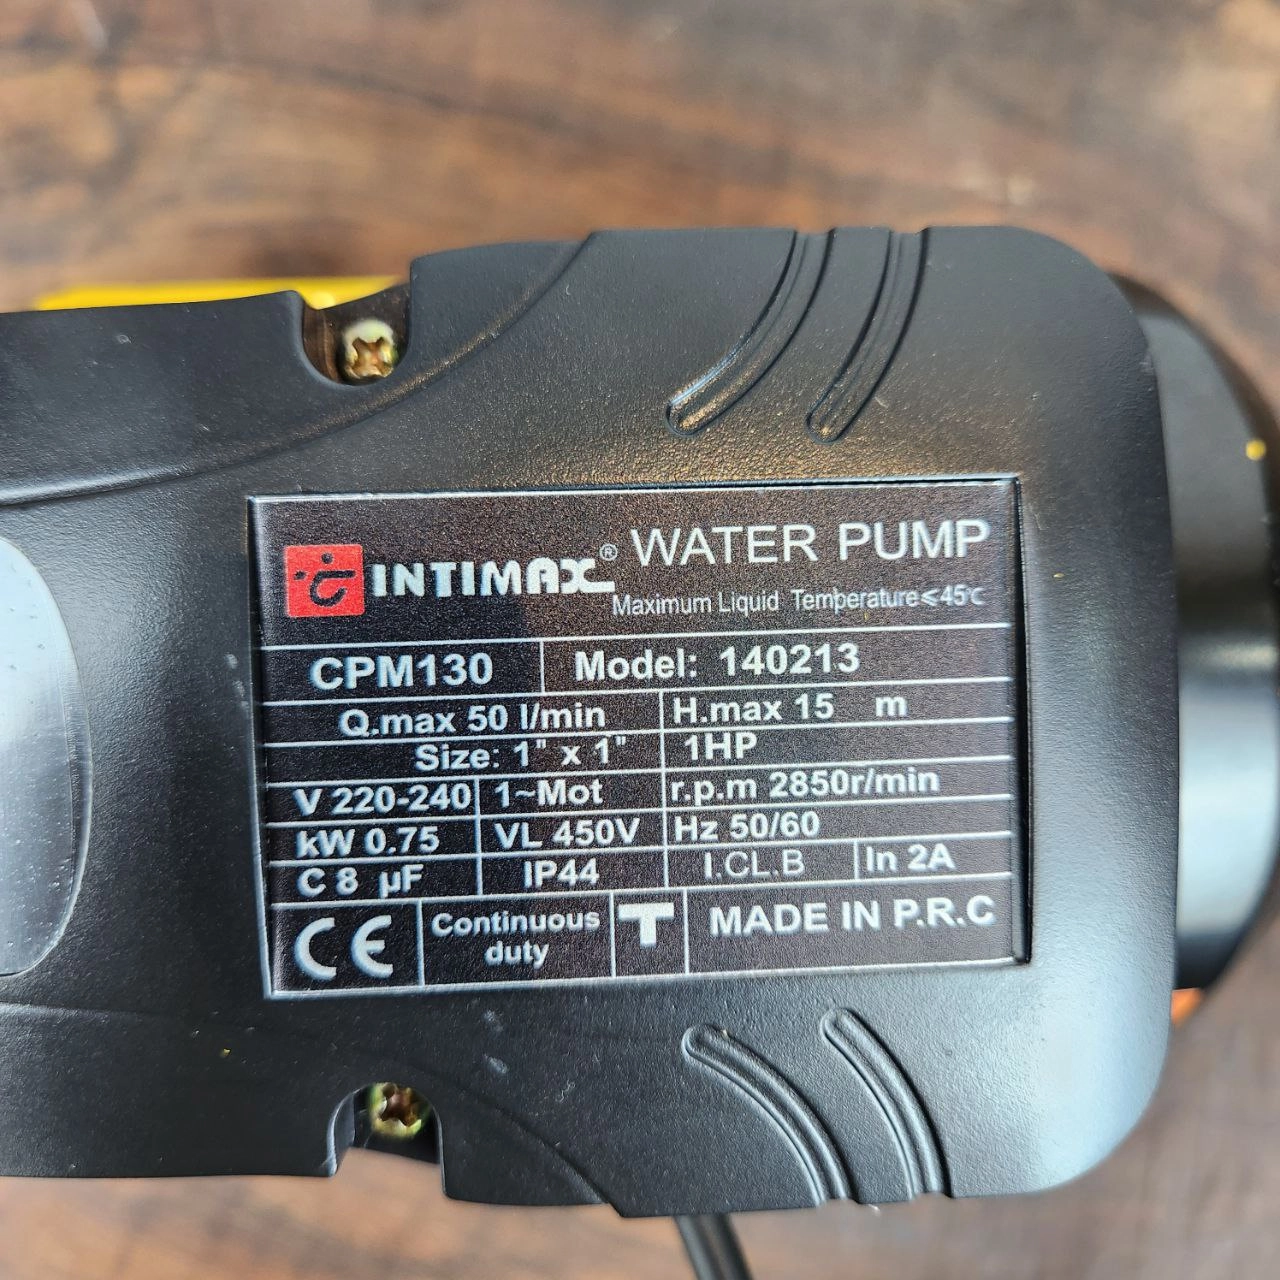 INTIMAX® WATER PUMP
Maximum Liquid Temperature≤45℃
CPM130 Model: 140213
Q.max 50 l/min H.max 15 m
Size: 1" x 1" 1HP
V 220-240 1~Mot r.p.m 2850r/min
kW 0.75 VL 450V Hz 50/60
C 8 µF IP44 I.CL.B In 2A
CE Continuous duty T MADE IN P.R.C